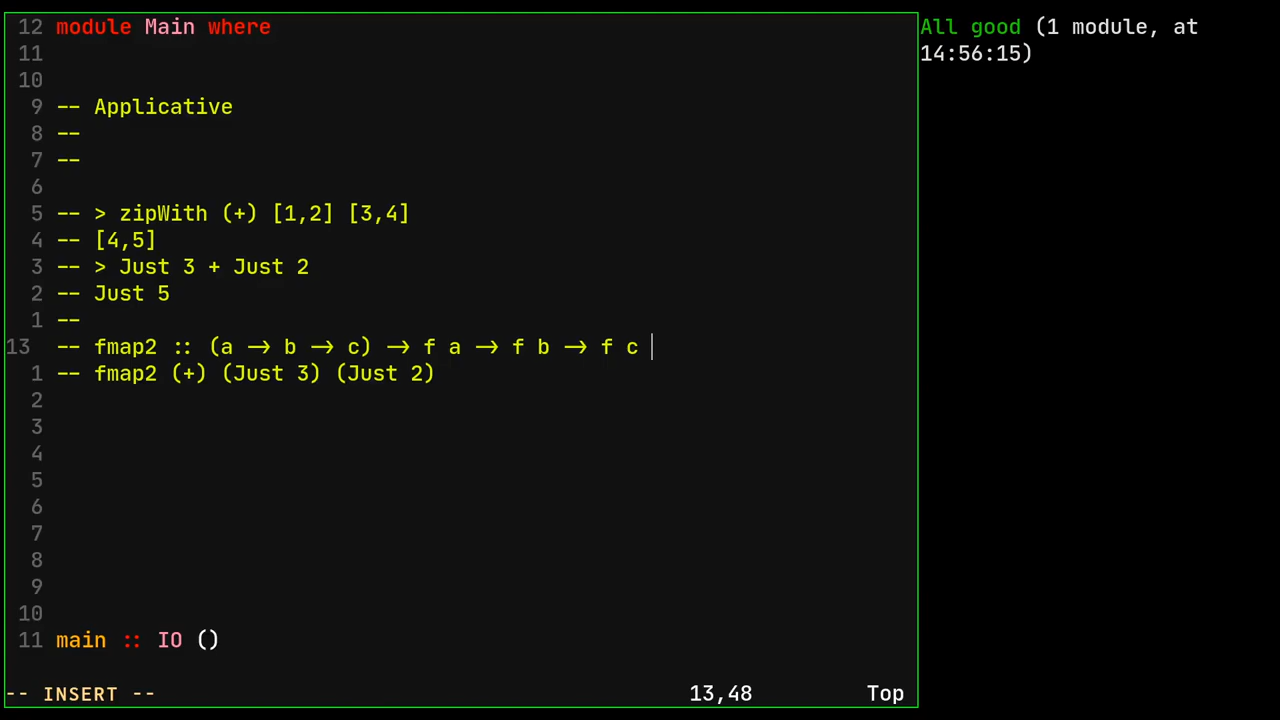 12 module Main where
11
10
9 -- Applicative
8 --
7 --
6
5 -- > zipWith (+) [1,2] [3,4]
4 -- [4,5]
3 -- > Just 3 + Just 2
2 -- Just 5
1 --
13 -- fmap2 :: (a -> b -> c) -> f a -> f b -> f c
1 -- fmap2 (+) (Just 3) (Just 2)
2
3
4
5
6
7
8
9
10
11 main :: IO ()
-- INSERT -- 13,48 Top
All good (1 module, at
14:56:15)